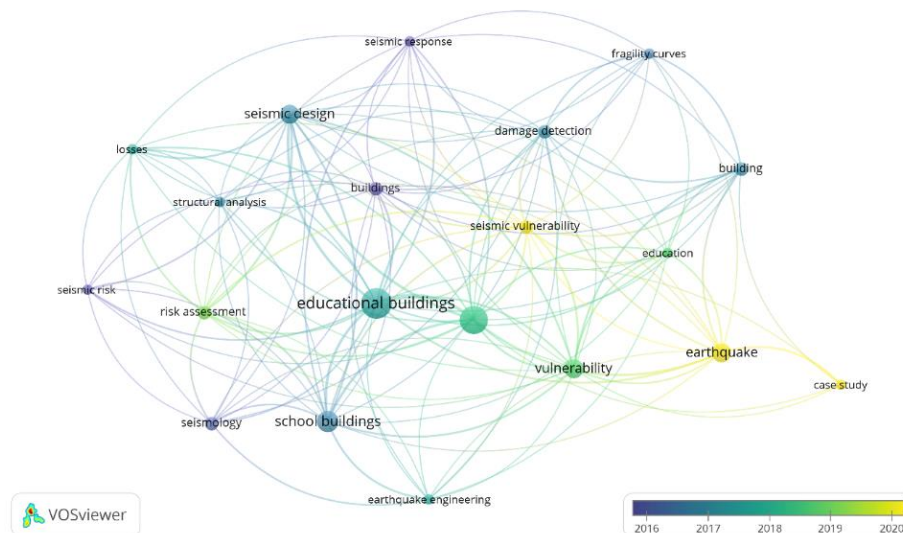 seismic response
fragility curves
seismic design
damage detection
losses
building
buildings
structural analysis
seismic vulnerability
education
seismic risk
educational buildings
risk assessment
earthquake
vulnerability
case study
seismology
school buildings
earthquake engineering
VOSviewer
2016 2017 2018 2019 2020